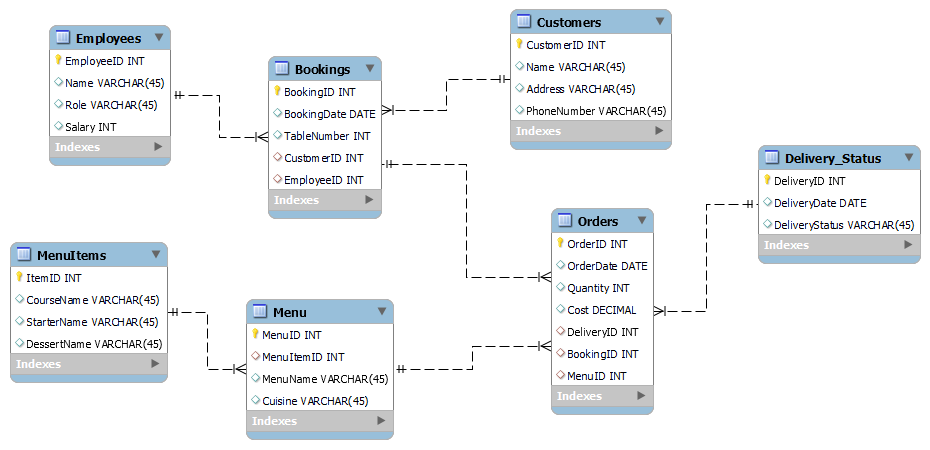 Employees
EmployeeID INT
Name VARCHAR(45)
Role VARCHAR(45)
Salary INT
Indexes
Bookings
BookingID INT
BookingDate DATE
TableNumber INT
CustomerID INT
EmployeeID INT
Indexes
Customers
CustomerID INT
Name VARCHAR(45)
Address VARCHAR(45)
PhoneNumber VARCHAR(45)
Indexes
Delivery_Status
DeliveryID INT
DeliveryDate DATE
DeliveryStatus VARCHAR(45)
Indexes
MenuItems
ItemID INT
CourseName VARCHAR(45)
StarterName VARCHAR(45)
DessertName VARCHAR(45)
Indexes
Menu
MenuID INT
MenuItemID INT
MenuName VARCHAR(45)
Cuisine VARCHAR(45)
Indexes
Orders
OrderID INT
OrderDate DATE
Quantity INT
Cost DECIMAL
DeliveryID INT
BookingID INT
MenuID INT
Indexes